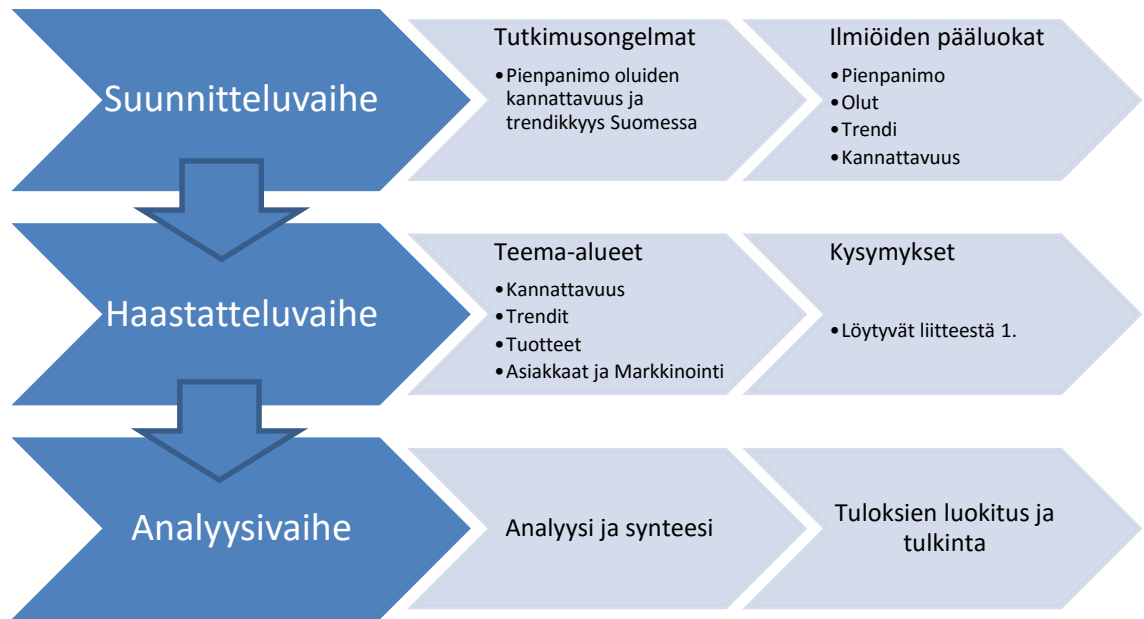 Suunnitteluvaihe
Tutkimusongelmat
•Pienpanimo oluiden
kannattavuus ja
trendikkyys Suomessa
Ilmiöiden pääluokat
•Pienpanimo
•Olut
•Trendi
•Kannattavuus
Haastatteluvaihe
Teema-alueet
•Kannattavuus
•Trendit
•Tuotteet
•Asiakkaat ja Markkinointi
Kysymykset
•Löytyvät liitteestä 1.
Analyysivaihe
Analyysi ja synteesi
Tuloksien luokitus ja
tulkinta